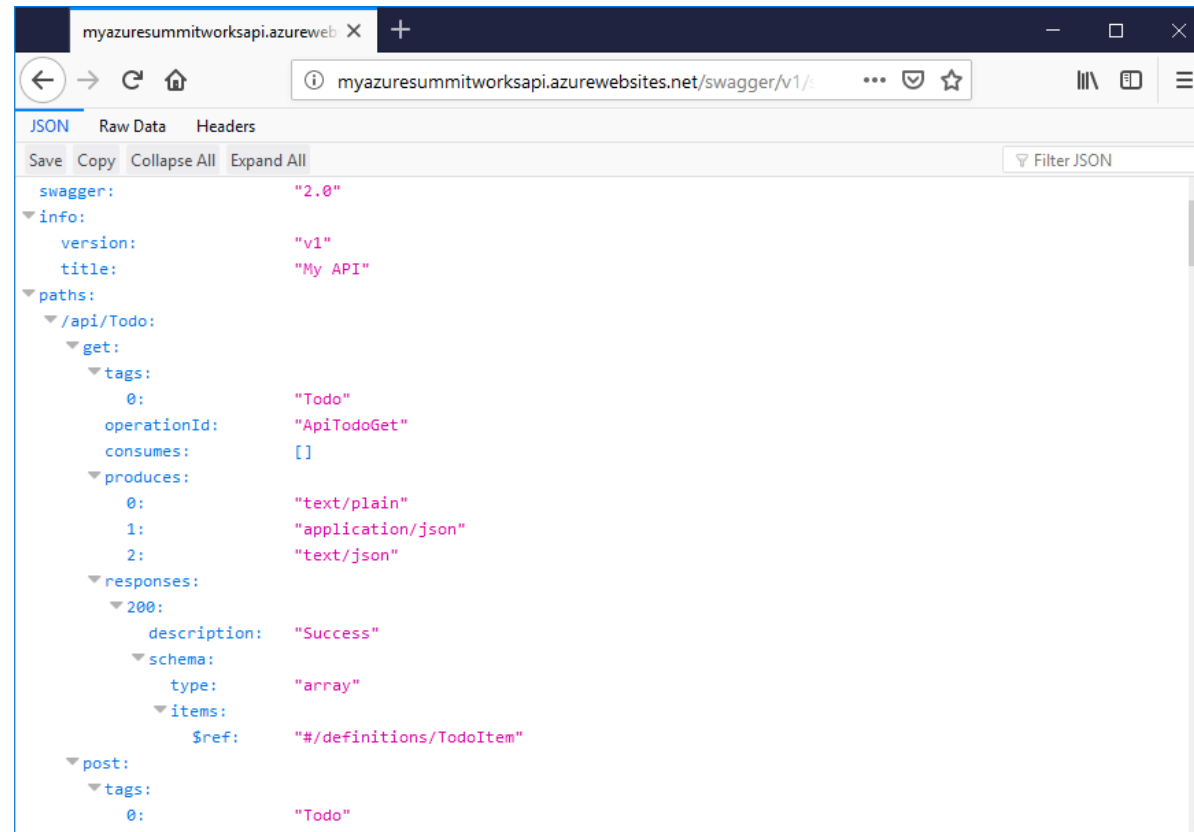 myazuresummitworksapi.azureweb
myazuresummitworksapi.azurewebsites.net/swagger/v1/
JSON Raw Data Headers
Save Copy Collapse All Expand All Filter JSON
swagger: "2.0"
info:
version: "v1"
title: "My API"
paths:
/api/Todo:
get:
tags:
0: "Todo"
operationId: "ApiTodoGet"
consumes: []
produces:
0: "text/plain"
1: "application/json"
2: "text/json"
responses:
200:
description: "Success"
schema:
type: "array"
items:
$ref: "#/definitions/TodoItem"
post:
tags:
0: "Todo"